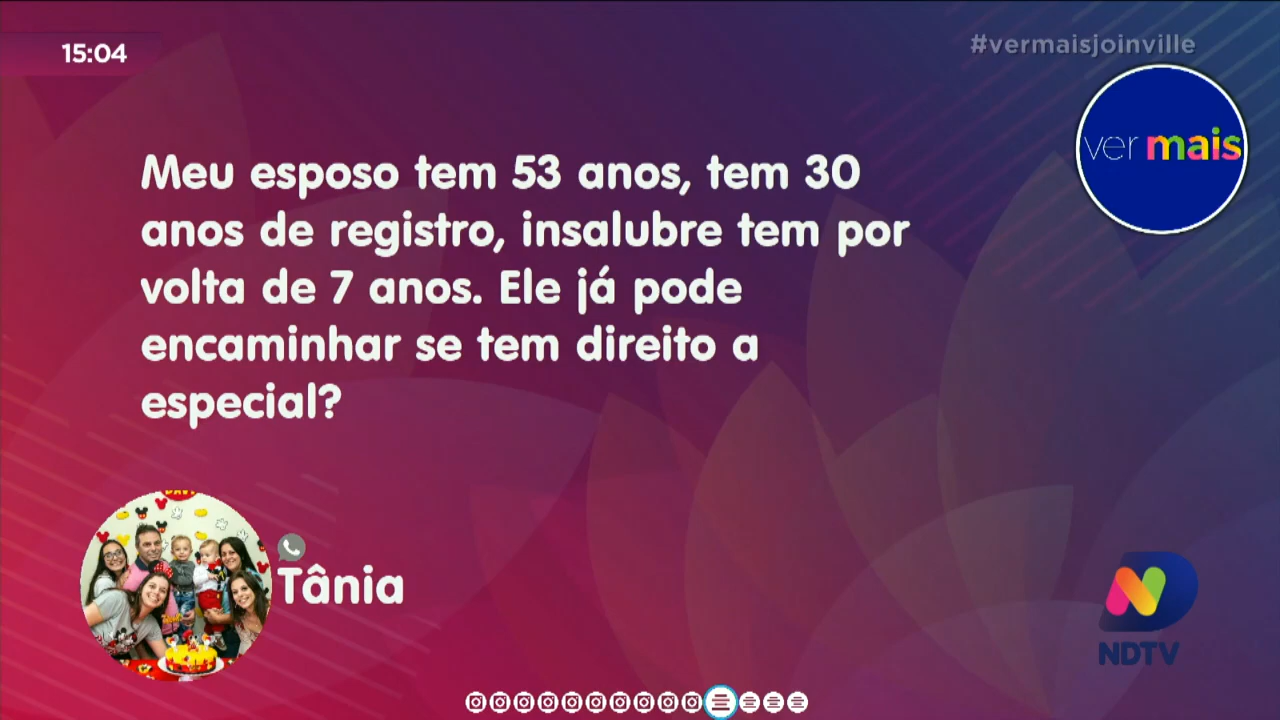 15:04
#vermaisjoinville
ver mais
Meu esposo tem 53 anos, tem 30
anos de registro, insalubre tem por
volta de 7 anos. Ele já pode
encaminhar se tem direito a
especial?
DAVI
Tânia
NDTV